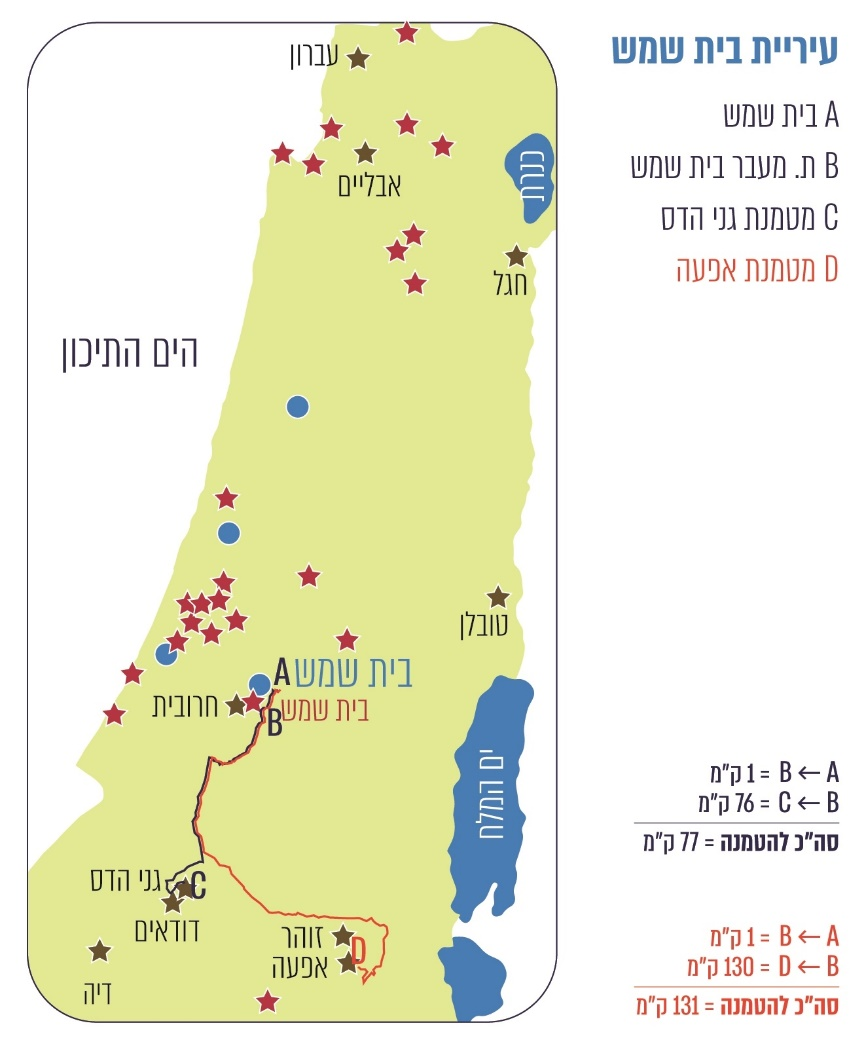 עיריית בית שמש
A בית שמש
B ת. מעבר בית שמש
C מטמנת גני הדס
D מטמנת אפעה
עברון
כנרת
אבליים
חגל
הים התיכון
טובלן
A בית שמש
חרובית
B בית שמש
ים המלח
גני הדס
C
דודאים
זוהר
D
אפעה
דיה
A ← B = 1 ק"מ
B ← C = 76 ק"מ
סה"כ להטמנה = 77 ק"מ
A ← B = 1 ק"מ
B ← D = 130 ק"מ
סה"כ להטמנה = 131 ק"מ